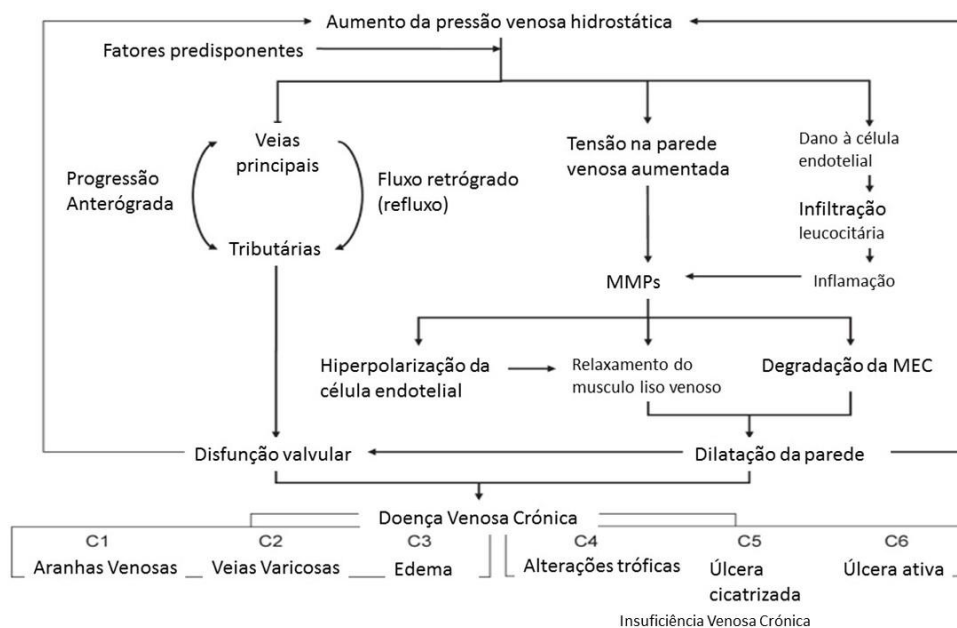 Aumento da pressão venosa hidrostática
Fatores predisponentes
Veias
principais
Progressão
Anterógrada
Fluxo retrógrado
(refluxo)
Tributárias
Tensão na parede
venosa aumentada
Dano à célula
endotelial
Infiltração
leucocitária
MMPs
Inflamação
Hiperpolarização da
célula endotelial
Relaxamento do
musculo liso venoso
Degradação da MEC
Disfunção valvular
Dilatação da parede
Doença Venosa Crónica
C1
C2
C3
C4
C5
C6
Aranhas Venosas
Veias Varicosas
Edema
Alterações tróficas
Úlcera
cicatrizada
Úlcera ativa
Insuficiência Venosa Crónica